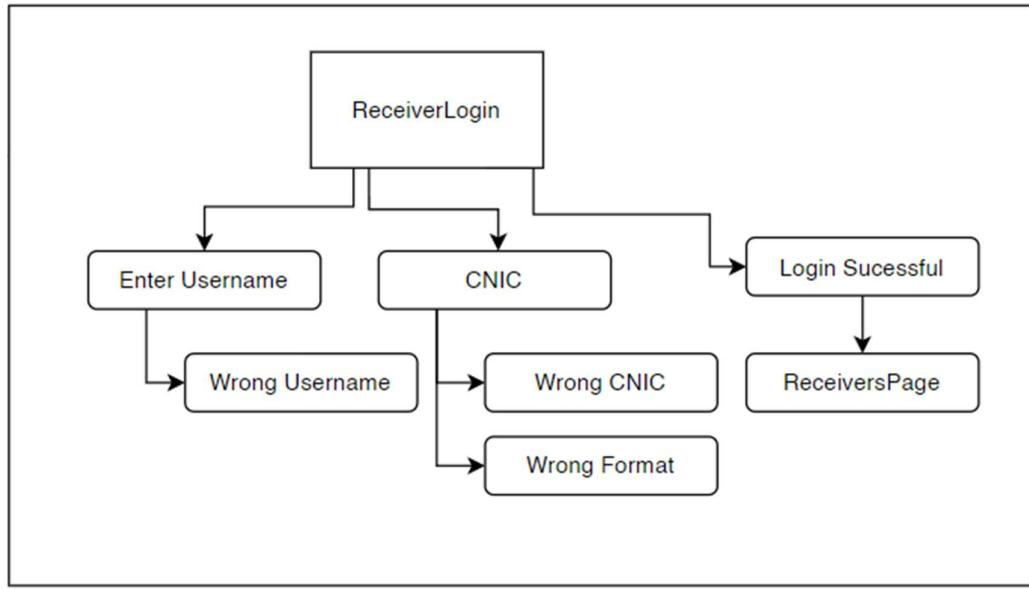 ReceiverLogin
Enter Username
CNIC
Login Sucessful
Wrong Username
Wrong CNIC
ReceiversPage
Wrong Format